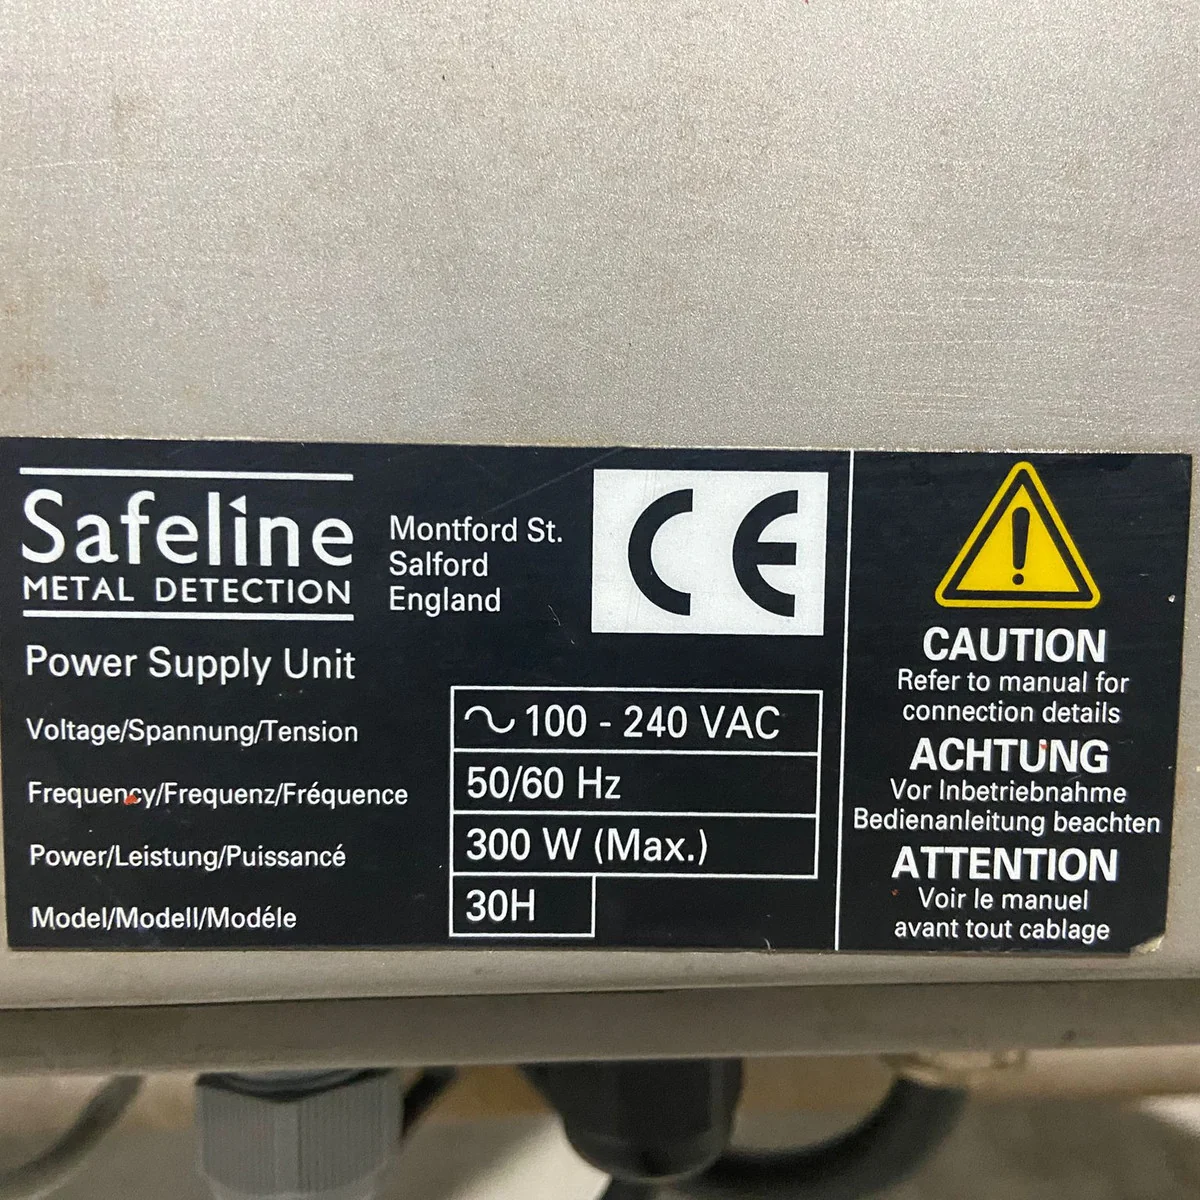 Safeline
METAL DETECTION
Montford St.
Salford
England
CE
Power Supply Unit
Voltage/Spannung/Tension
100 - 240 VAC
Frequency/Frequenz/Fréquence
50/60 Hz
Power/Leistung/Puissancé
300 W (Max.)
Model/Modell/Modéle
30H
CAUTION
Refer to manual for
connection details
ACHTUNG
Vor Inbetriebnahme
Bedienanleitung beachten
ATTENTION
Voir le manuel
avant tout cablage